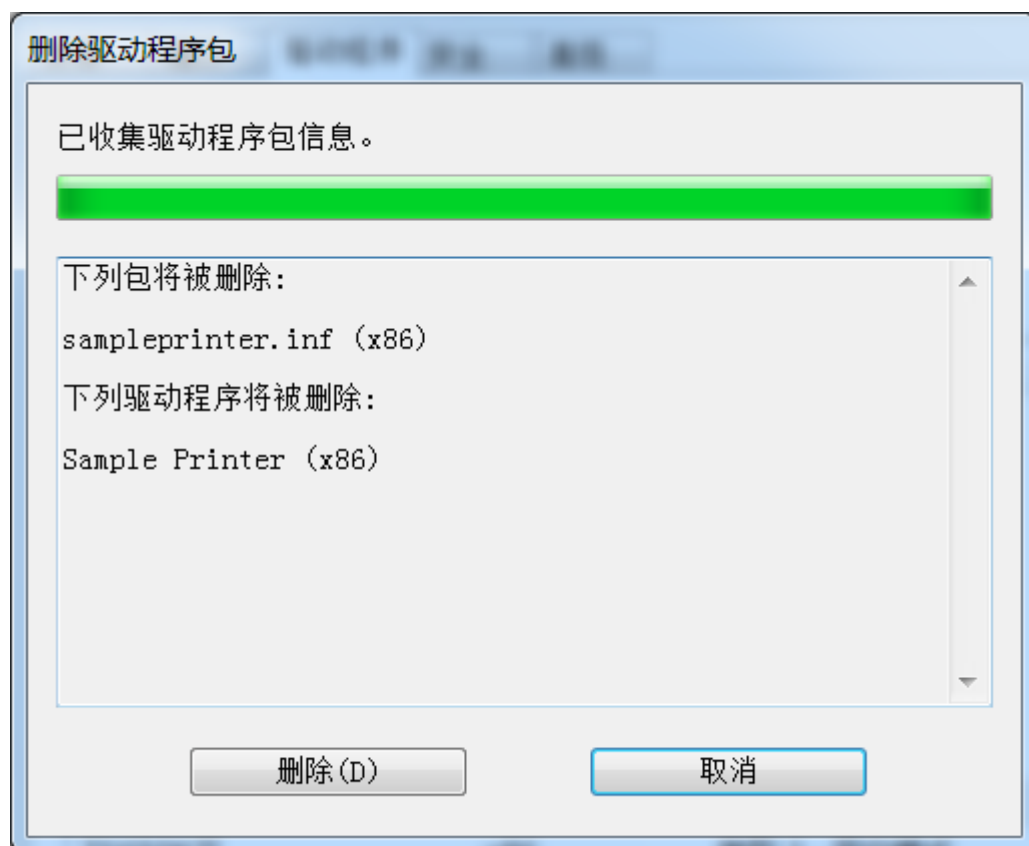 删除驱动程序包
已收集驱动程序包信息。
下列包将被删除:
sampleprinter.inf (x86)
下列驱动程序将被删除:
Sample Printer (x86)
删除(D)
取消